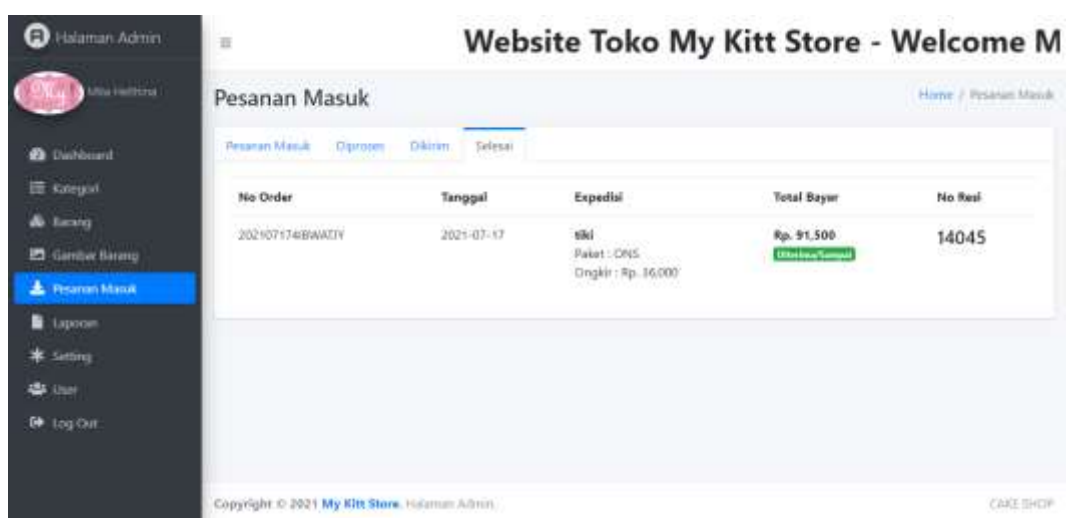 Halaman Admin
Website Toko My Kitt Store - Welcome M
My
Pesanan Masuk
Home / Pesanan Masuk
Dashboard
Kategori
Barang
Gambar Barang
Pesanan Masuk
Laporan
Setting
User
Log Out
Pesanan Masuk Diproses Dikirim Selesai
No Order Tanggal Expedisi Total Bayar No Resi
2021-07-17 tiki Rp. 91,500 14045
Paket : ONS Diterima/Sampai
Ongkir : Rp. 36,000
Copyright © 2021 My Kitt Store. Halaman Admin.
CAKE SHOP